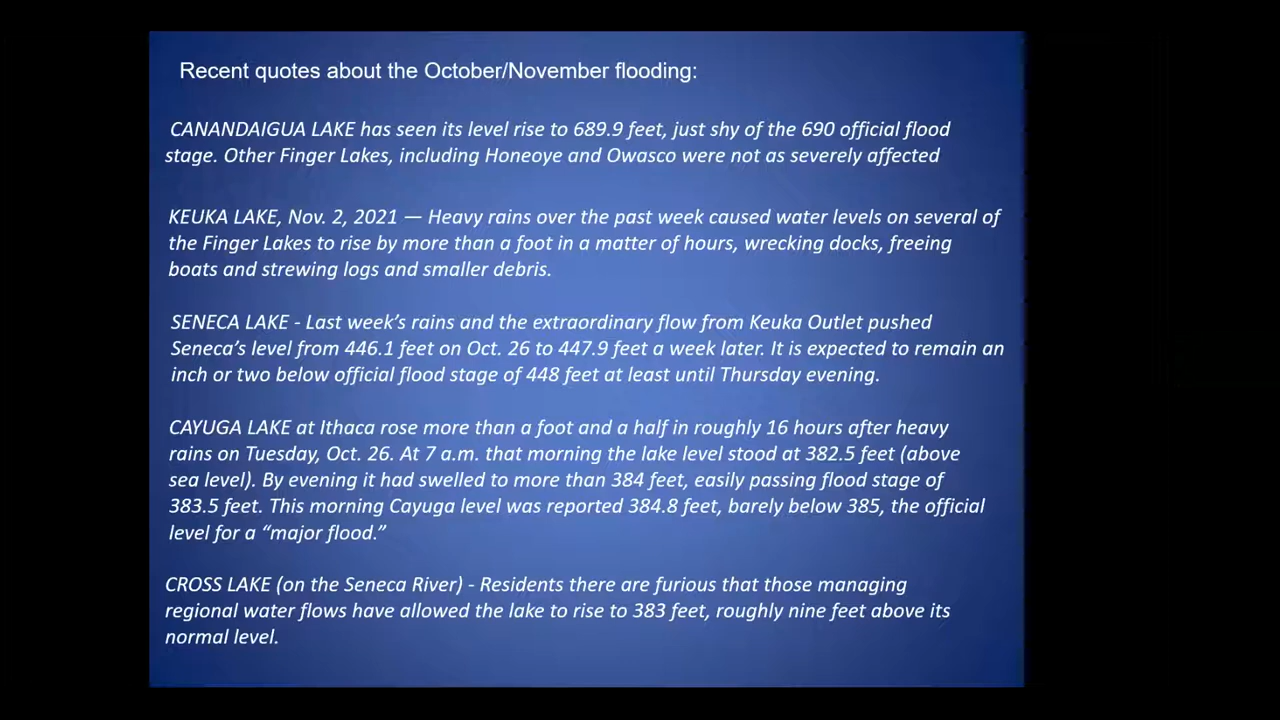 Recent quotes about the October/November flooding:
CANANDAIGUA LAKE has seen its level rise to 689.9 feet, just shy of the 690 official flood
stage. Other Finger Lakes, including Honeoye and Owasco were not as severely affected
KEUKA LAKE, Nov. 2, 2021 — Heavy rains over the past week caused water levels on several of
the Finger Lakes to rise by more than a foot in a matter of hours, wrecking docks, freeing
boats and strewing logs and smaller debris.
SENECA LAKE - Last week’s rains and the extraordinary flow from Keuka Outlet pushed
Seneca’s level from 446.1 feet on Oct. 26 to 447.9 feet a week later. It is expected to remain an
inch or two below official flood stage of 448 feet at least until Thursday evening.
CAYUGA LAKE at Ithaca rose more than a foot and a half in roughly 16 hours after heavy
rains on Tuesday, Oct. 26. At 7 a.m. that morning the lake level stood at 382.5 feet (above
sea level). By evening it had swelled to more than 384 feet, easily passing flood stage of
383.5 feet. This morning Cayuga level was reported 384.8 feet, barely below 385, the official
level for a “major flood.”
CROSS LAKE (on the Seneca River) - Residents there are furious that those managing
regional water flows have allowed the lake to rise to 383 feet, roughly nine feet above its
normal level.